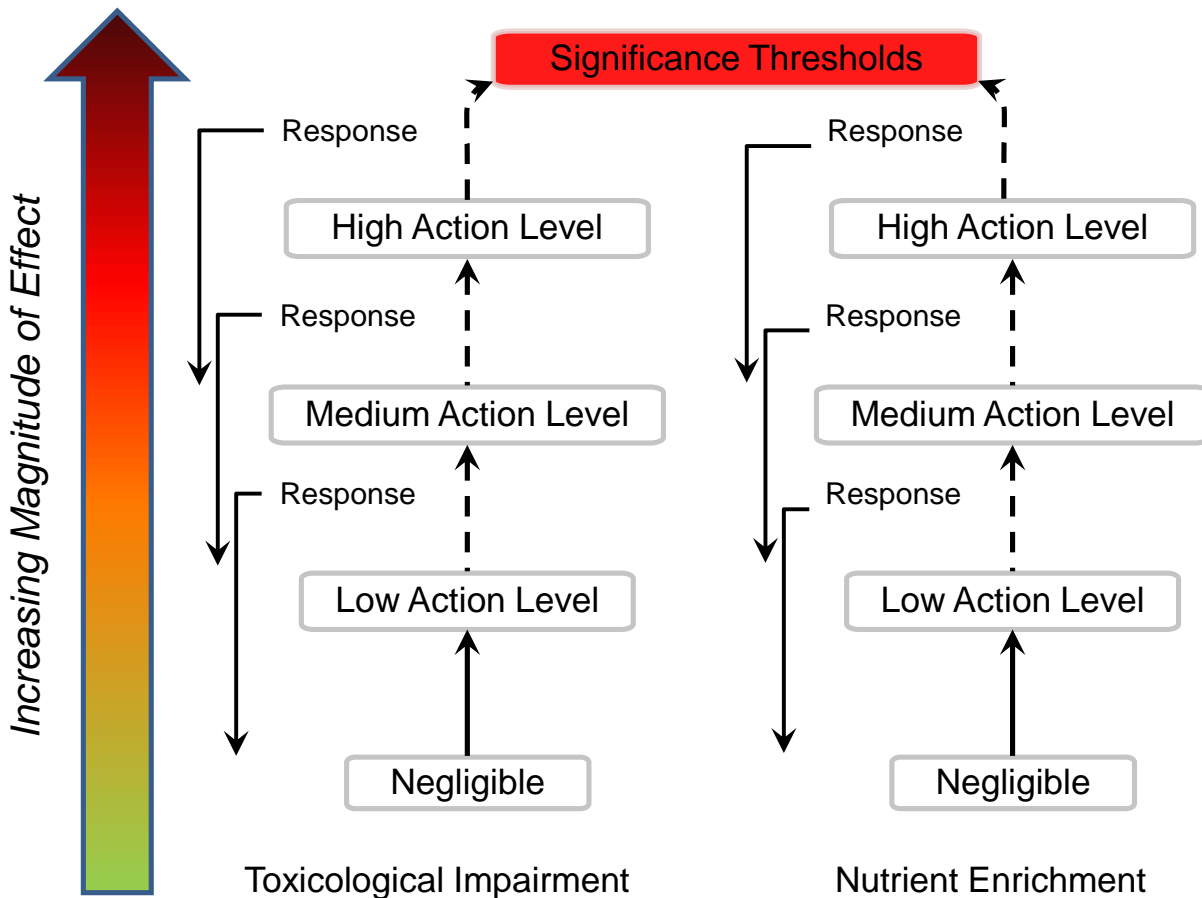 Significance Thresholds
Increasing Magnitude of Effect
Response
High Action Level
Response
Medium Action Level
Response
Low Action Level
Negligible
Toxicological Impairment
Response
High Action Level
Response
Medium Action Level
Response
Low Action Level
Negligible
Nutrient Enrichment